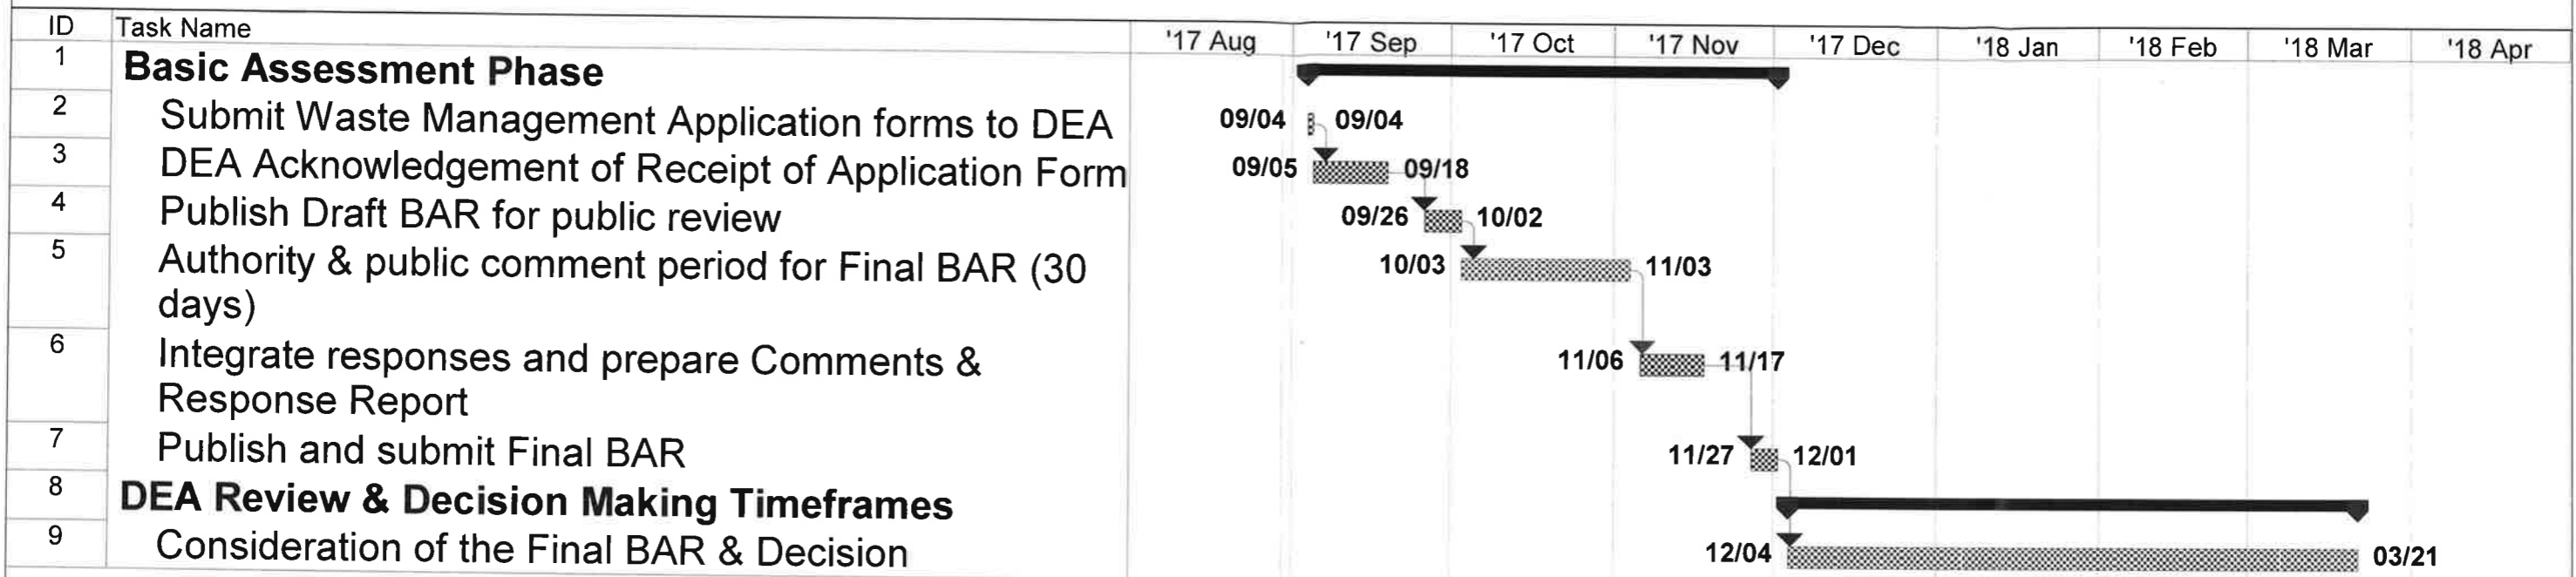 ID Task Name '17 Aug '17 Sep '17 Oct '17 Nov '17 Dec '18 Jan '18 Feb '18 Mar '18 Apr
1 Basic Assessment Phase
2 Submit Waste Management Application forms to DEA 09/04 09/04
3 DEA Acknowledgement of Receipt of Application Form 09/05 09/18
4 Publish Draft BAR for public review 09/26 10/02
5 Authority & public comment period for Final BAR (30 10/03 11/03
days)
6 Integrate responses and prepare Comments & 11/06 11/17
Response Report
7 Publish and submit Final BAR 11/27 12/01
8 DEA Review & Decision Making Timeframes
9 Consideration of the Final BAR & Decision 12/04 03/21